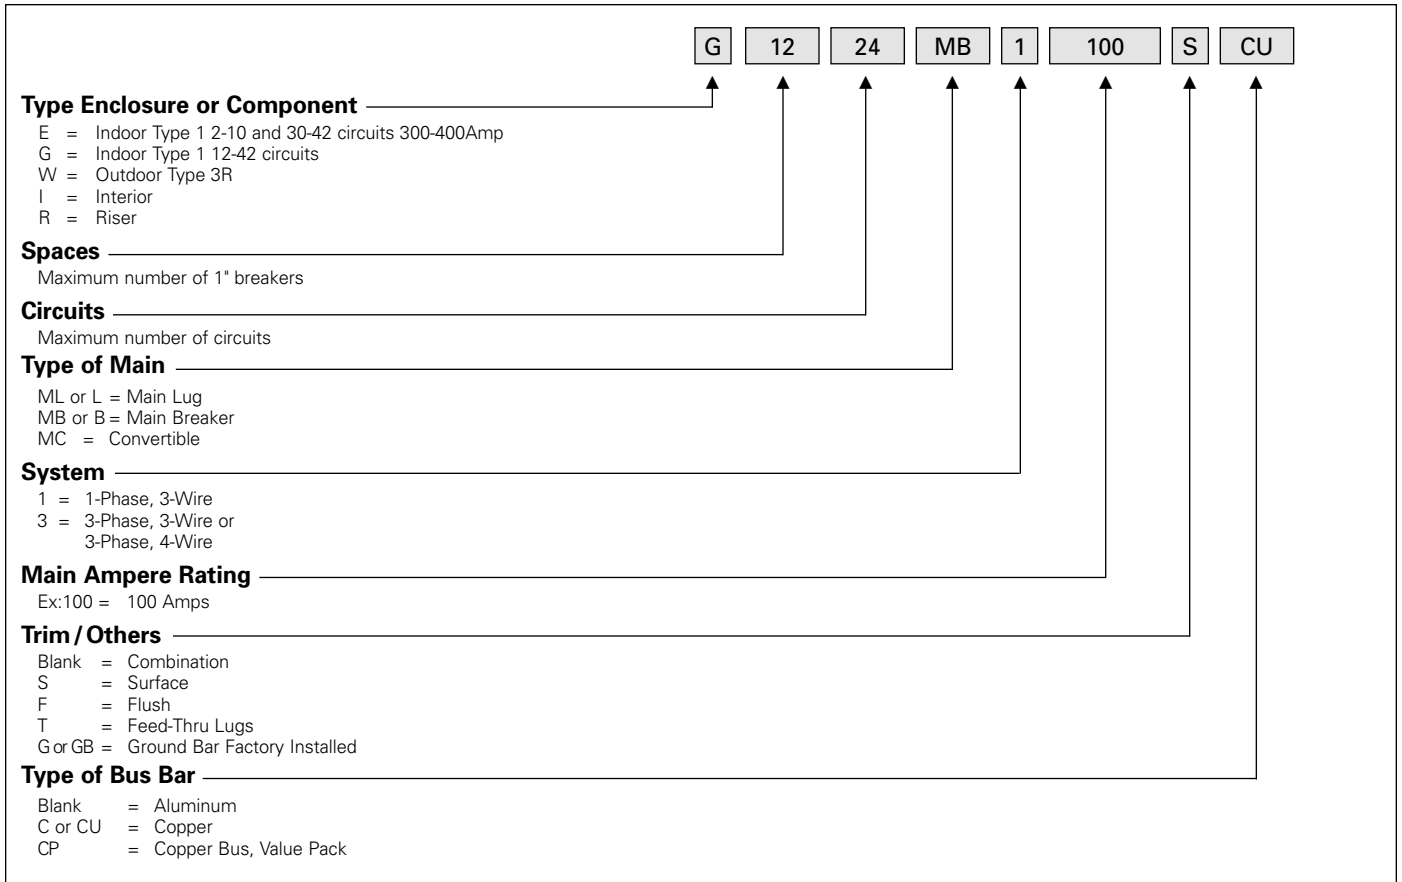 G 12 24 MB 1 100 S CU
Type Enclosure or Component
E = Indoor Type 1 2-10 and 30-42 circuits 300-400Amp
G = Indoor Type 1 12-42 circuits
W = Outdoor Type 3R
I = Interior
R = Riser
Spaces
Maximum number of 1" breakers
Circuits
Maximum number of circuits
Type of Main
ML or L = Main Lug
MB or B = Main Breaker
MC = Convertible
System
1 = 1-Phase, 3-Wire
3 = 3-Phase, 3-Wire or
3-Phase, 4-Wire
Main Ampere Rating
Ex:100 = 100 Amps
Trim / Others
Blank = Combination
S = Surface
F = Flush
T = Feed-Thru Lugs
G or GB = Ground Bar Factory Installed
Type of Bus Bar
Blank = Aluminum
C or CU = Copper
CP = Copper Bus, Value Pack